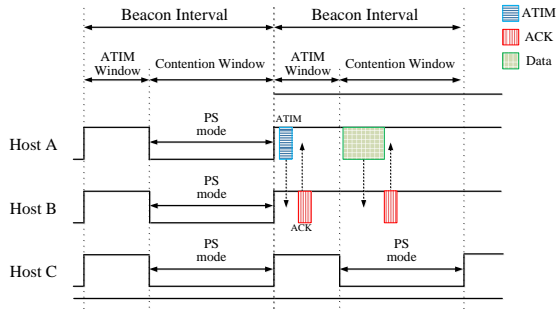 Beacon Interval Beacon Interval
ATIM
ACK
Data
ATIM
Window
Contention Window
ATIM
Window
Contention Window
Host A
PS
mode
ATIM
Host B
PS
mode
ACK
Host C
PS
mode
PS
mode